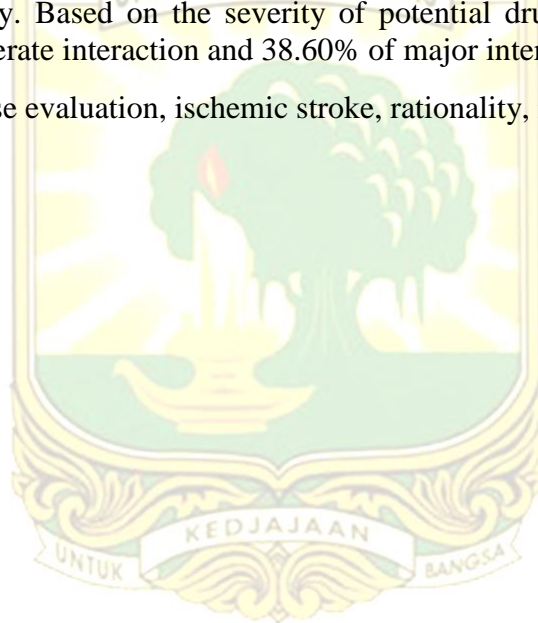 y. Based on the severity of potential dru
erate interaction and 38.60% of major inter
se evaluation, ischemic stroke, rationality,
UNTUK KEDJAJAAN BANGSA